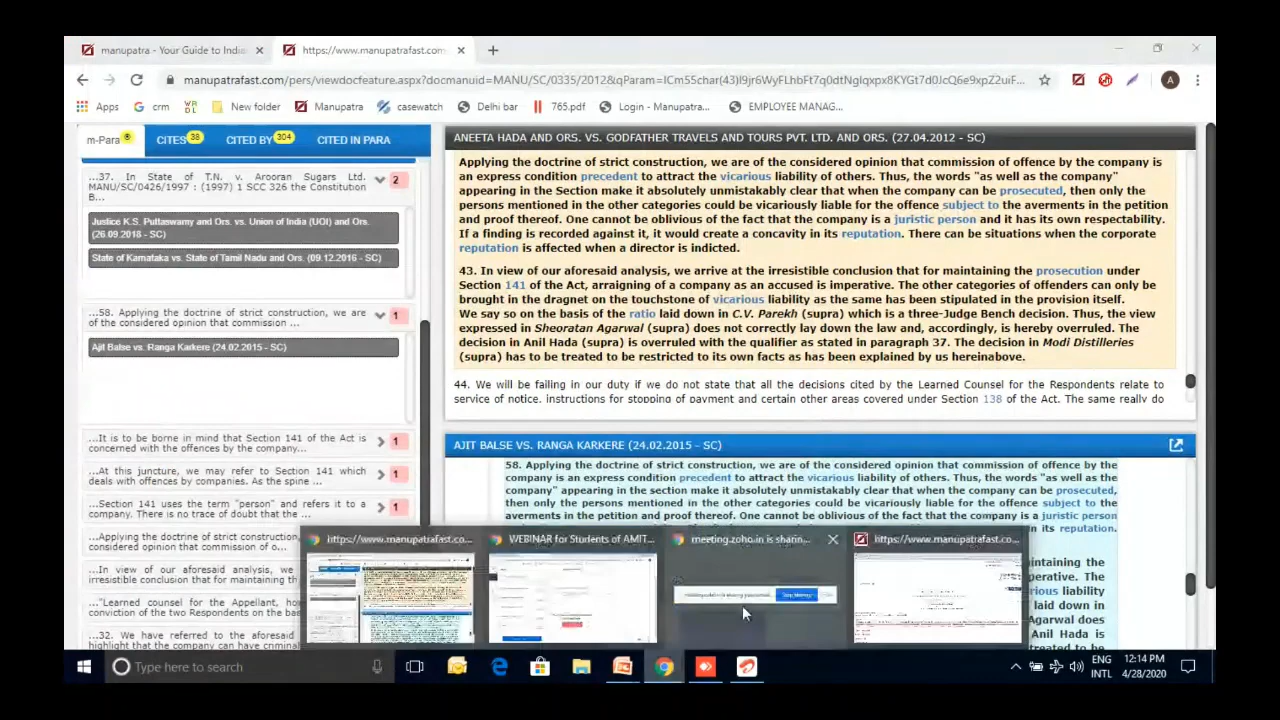 manupatra - Your Guide to India
https://www.manupatrafast.com
manupatrafast.com/pers/viewdocfeature.aspx?docmanuid=MANU/SC/0335/2012&qParam=
Apps
crm
New folder
Manupatra
casewatch
Delhi bar
765.pdf
Login - Manupatra...
EMPLOYEE MANAG...
m-Para
CITES 38
CITED BY 304
CITED IN PARA
...37. In State of T.N. v. Arooran Sugars Ltd.
MANU/SC/0426/1997 : (1997) 1 SCC 326 the Constitution
B...
2
Justice K.S. Puttaswamy and Ors. vs. Union of India (UOI) and Ors.
(26.09.2018 - SC)
State of Karnataka vs. State of Tamil Nadu and Ors. (09.12.2016 - SC)
...58. Applying the doctrine of strict construction, we are
of the considered opinion that commission ...
1
Ajit Balse vs. Ranga Karkere (24.02.2015 - SC)
...It is to be borne in mind that Section 141 of the Act is
concerned with the offences by the company...
1
...At this juncture, we may refer to Section 141 which
deals with offences by companies. As the spine ...
1
...Section 141 uses the term "person" and refers it to a
company. There is no trace of doubt that the ...
1
...Applying the doctrine of strict construction,
considered opinion that commission of o...
...In view of our aforesaid analysis, we
irresistible conclusion that for maintaining th
..."Learned counsel for the Appellant, ho
conviction of the two Respondents on the bas
...32. We have referred to the aforesaid
highlight that the company can have crimina
ANEETA HADA AND ORS. VS. GODFATHER TRAVELS AND TOURS PVT. LTD. AND ORS. (27.04.2012 - SC)
Applying the doctrine of strict construction, we are of the considered opinion that commission of offence by the company is
an express condition precedent to attract the vicarious liability of others. Thus, the words "as well as the company"
appearing in the Section make it absolutely unmistakably clear that when the company can be prosecuted, then only the
persons mentioned in the other categories could be vicariously liable for the offence subject to the averments in the petition
and proof thereof. One cannot be oblivious of the fact that the company is a juristic person and it has its own respectability.
If a finding is recorded against it, it would create a concavity in its reputation. There can be situations when the corporate
reputation is affected when a director is indicted.
43. In view of our aforesaid analysis, we arrive at the irresistible conclusion that for maintaining the prosecution under
Section 141 of the Act, arraigning of a company as an accused is imperative. The other categories of offenders can only be
brought in the dragnet on the touchstone of vicarious liability as the same has been stipulated in the provision itself.
We say so on the basis of the ratio laid down in C.V. Parekh (supra) which is a three-Judge Bench decision. Thus, the view
expressed in Sheoratan Agarwal (supra) does not correctly lay down the law and, accordingly, is hereby overruled. The
decision in Anil Hada (supra) is overruled with the qualifier as stated in paragraph 37. The decision in Modi Distilleries
(supra) has to be treated to be restricted to its own facts as has been explained by us hereinabove.
44. We will be failing in our duty if we do not state that all the decisions cited by the Learned Counsel for the Respondents relate to
service of notice, instructions for stopping of payment and certain other areas covered under Section 138 of the Act. The same really do
AJIT BALSE VS. RANGA KARKERE (24.02.2015 - SC)
58. Applying the doctrine of strict construction, we are of the considered opinion that commission of offence by the
company is an express condition precedent to attract the vicarious liability of others. Thus, the words "as well as the
company" appearing in the section make it absolutely unmistakably clear that when the company can be prosecuted,
then only the persons mentioned in the other categories could be vicariously liable for the offence subject to the
averments in the petition and proof thereof. One cannot be oblivious of the fact that the company is a juristic person
n its reputation.
intaining the
perative. The
rious liability
laid down in
Agarwal does
Anil Hada is
https://www.manupatrafast.co...
WEBINAR for Students of AMIT...
meeting.zoho.in is sharin...
https://www.manupatrafast.co...
Stop sharing
Type here to search
ENG
INTL
12:14 PM
4/28/2020
A